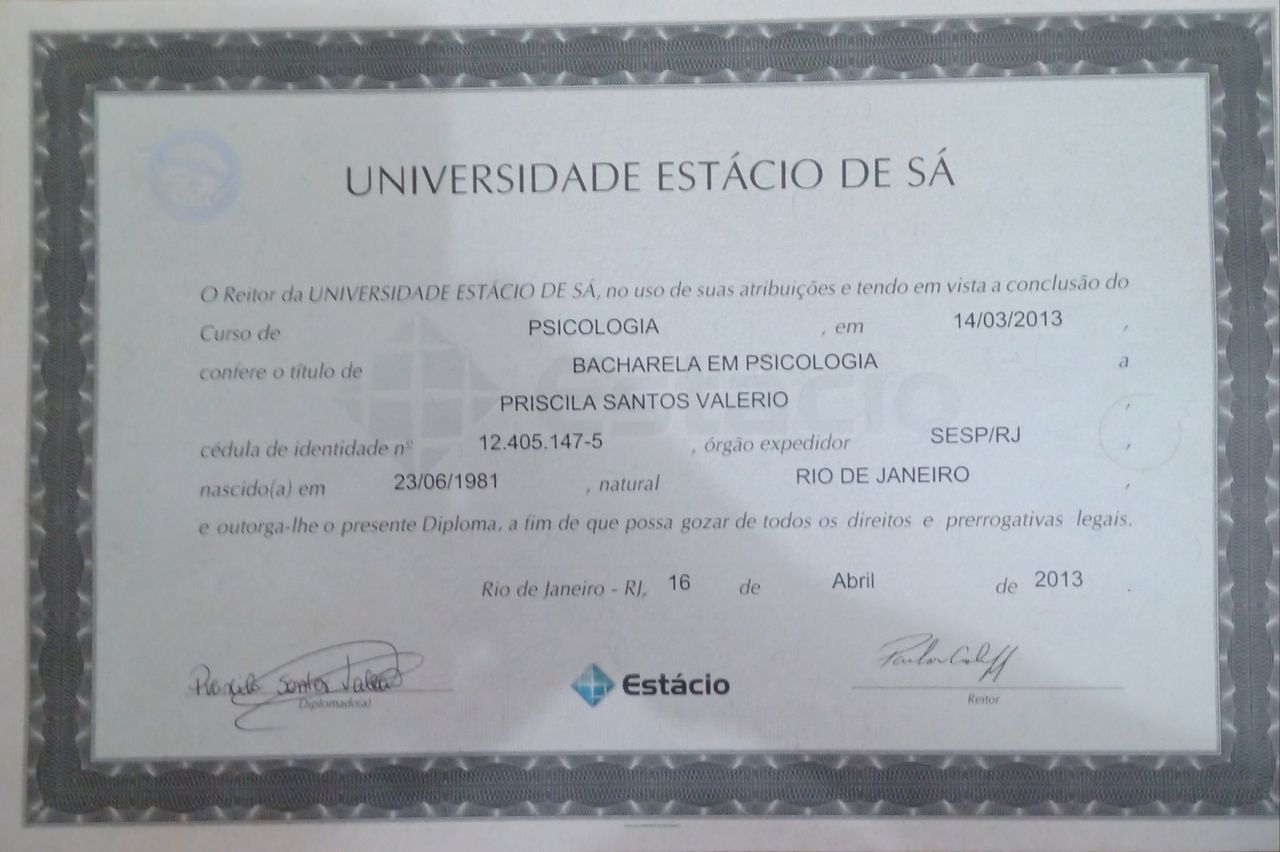 UNIVERSIDADE ESTÁCIO DE SÁ
O Reitor da UNIVERSIDADE ESTÁCIO DE SÁ, no uso de suas atribuições e tendo em vista a conclusão do
Curso de PSICOLOGIA , em 14/03/2013 ,
confere o título de BACHARELA EM PSICOLOGIA a
PRISCILA SANTOS VALERIO ,
cédula de identidade nº 12.405.147-5 , órgão expedidor SESP/RJ ,
nascido(a) em 23/06/1981 , natural RIO DE JANEIRO ,
e outorga-lhe o presente Diploma, a fim de que possa gozar de todos os direitos e prerrogativas legais.
Rio de Janeiro - RJ, 16 de Abril de 2013 .
Santos
Diplomado(a)
Estácio
Reitor